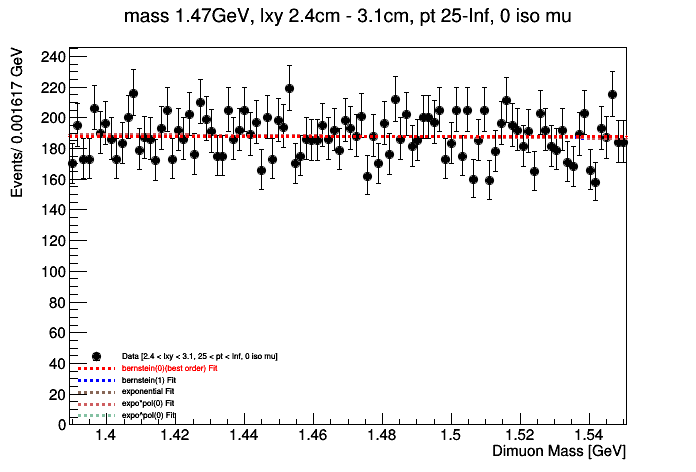 mass 1.47GeV, lxy 2.4cm - 3.1cm, pt 25-Inf, 0 iso mu
Events/ 0.001617 GeV
240
220
200
180
160
140
120
100
80
60
40
20
0
Data [2.4 < lxy < 3.1, 25 < pt < Inf, 0 iso mu]
bernstein(0)(best order) Fit
bernstein(1) Fit
exponential Fit
expo*pol(0) Fit
expo^pol(0) Fit
1.4 1.42 1.44 1.46 1.48 1.5 1.52 1.54
Dimuon Mass [GeV]